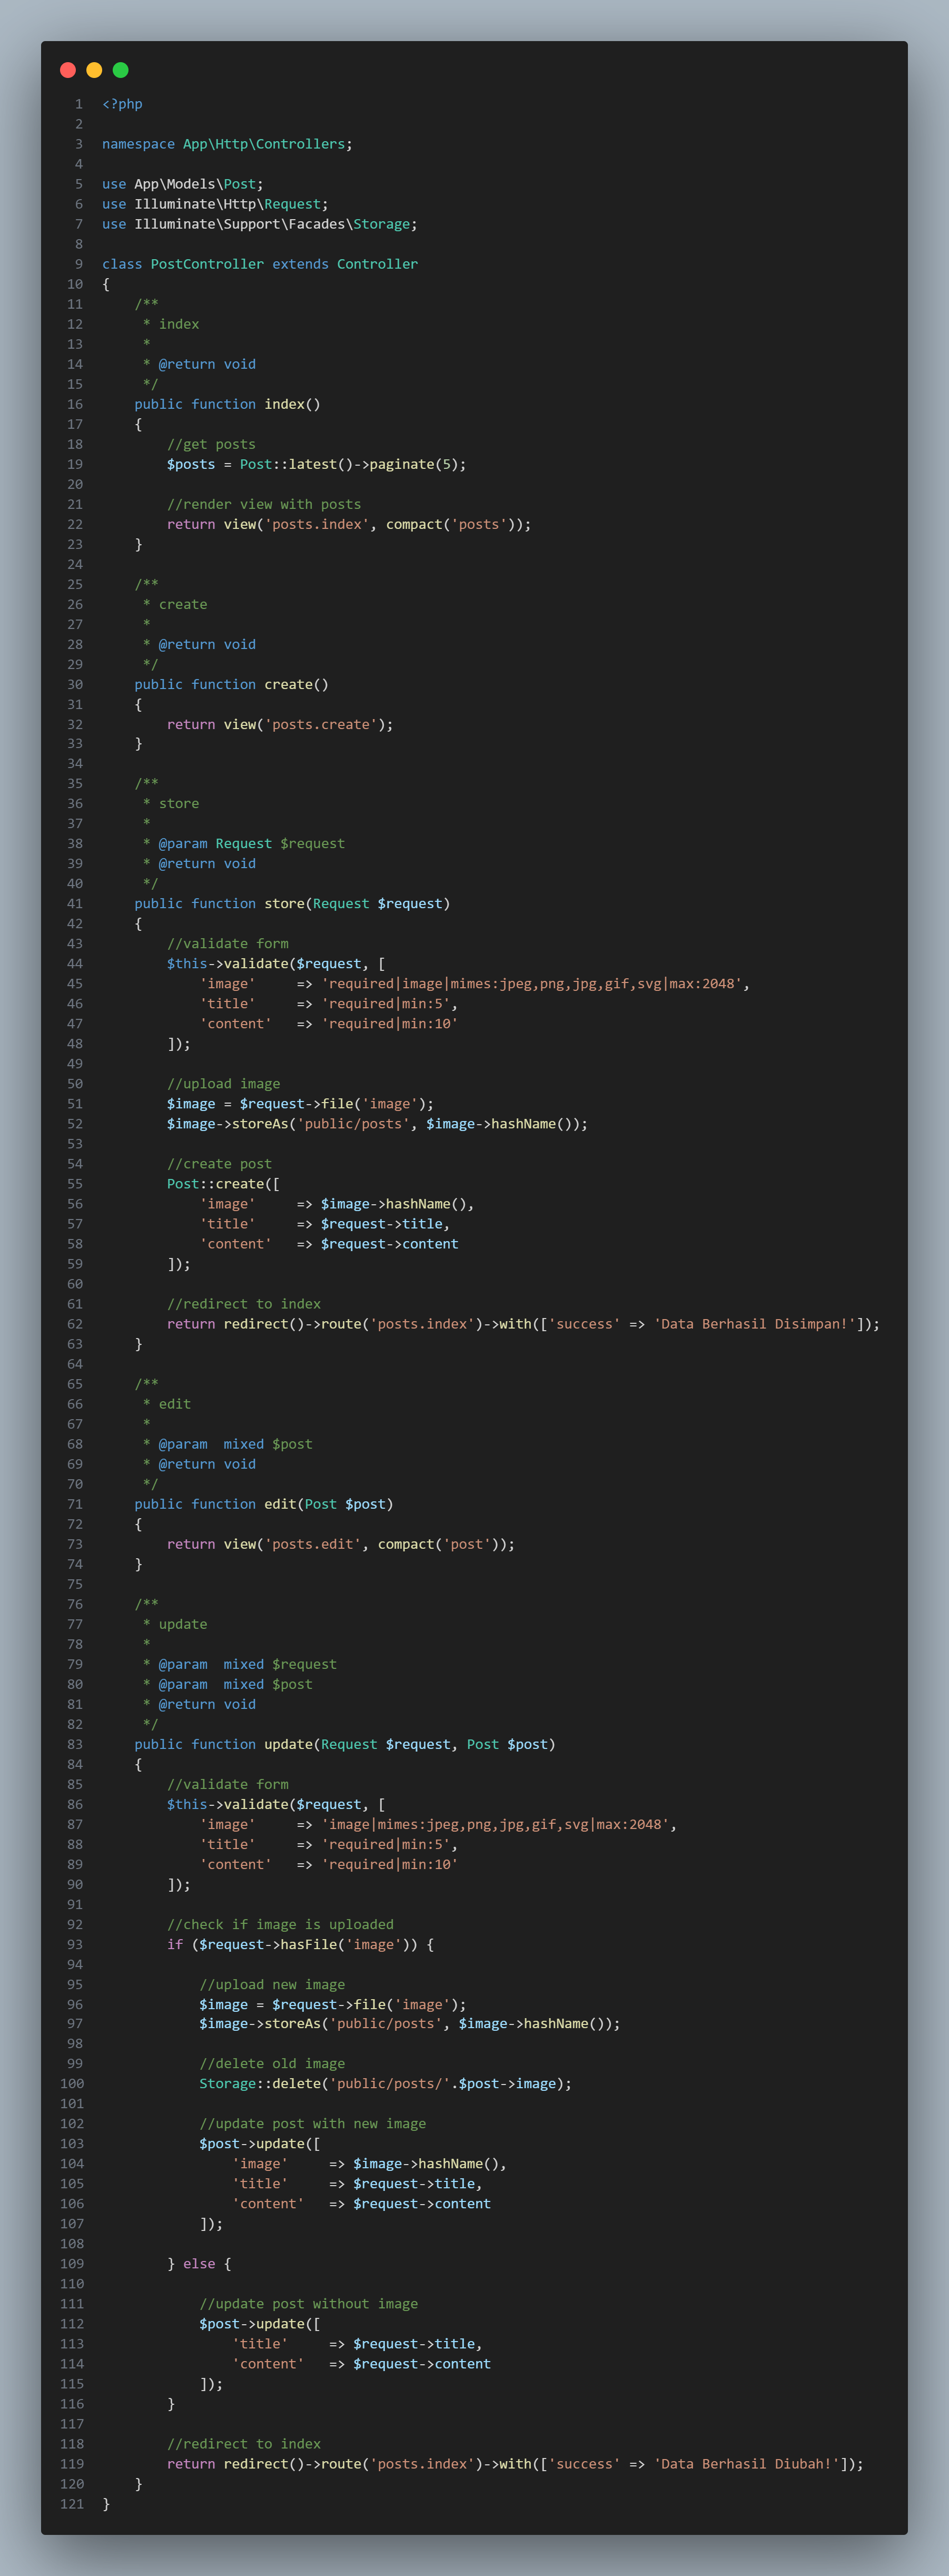 1 <?php
2
3 namespace App\Http\Controllers;
4
5 use App\Models\Post;
6 use Illuminate\Http\Request;
7 use Illuminate\Support\Facades\Storage;
8
9 class PostController extends Controller
10 {
11     /**
12      * index
13      *
14      * @return void
15      */
16     public function index()
17     {
18         //get posts
19         $posts = Post::latest()->paginate(5);
20
21         //render view with posts
22         return view('posts.index', compact('posts'));
23     }
24
25     /**
26      * create
27      *
28      * @return void
29      */
30     public function create()
31     {
32         return view('posts.create');
33     }
34
35     /**
36      * store
37      *
38      * @param Request $request
39      * @return void
40      */
41     public function store(Request $request)
42     {
43         //validate form
44         $this->validate($request, [
45             'image'     => 'required|image|mimes:jpeg,png,jpg,gif,svg|max:2048',
46             'title'     => 'required|min:5',
47             'content'   => 'required|min:10'
48         ]);
49
50         //upload image
51         $image = $request->file('image');
52         $image->storeAs('public/posts', $image->hashName());
53
54         //create post
55         Post::create([
56             'image'     => $image->hashName(),
57             'title'     => $request->title,
58             'content'   => $request->content
59         ]);
60
61         //redirect to index
62         return redirect()->route('posts.index')->with(['success' => 'Data Berhasil Disimpan!']);
63     }
64
65     /**
66      * edit
67      *
68      * @param  mixed $post
69      * @return void
70      */
71     public function edit(Post $post)
72     {
73         return view('posts.edit', compact('post'));
74     }
75
76     /**
77      * update
78      *
79      * @param  mixed $request
80      * @param  mixed $post
81      * @return void
82      */
83     public function update(Request $request, Post $post)
84     {
85         //validate form
86         $this->validate($request, [
87             'image'     => 'image|mimes:jpeg,png,jpg,gif,svg|max:2048',
88             'title'     => 'required|min:5',
89             'content'   => 'required|min:10'
90         ]);
91
92         //check if image is uploaded
93         if ($request->hasFile('image')) {
94
95             //upload new image
96             $image = $request->file('image');
97             $image->storeAs('public/posts', $image->hashName());
98
99             //delete old image
100             Storage::delete('public/posts/'.$post->image);
101
102             //update post with new image
103             $post->update([
104                 'image'     => $image->hashName(),
105                 'title'     => $request->title,
106                 'content'   => $request->content
107             ]);
108
109         } else {
110
111             //update post without image
112             $post->update([
113                 'title'     => $request->title,
114                 'content'   => $request->content
115             ]);
116         }
117
118         //redirect to index
119         return redirect()->route('posts.index')->with(['success' => 'Data Berhasil Diubah!']);
120     }
121 }